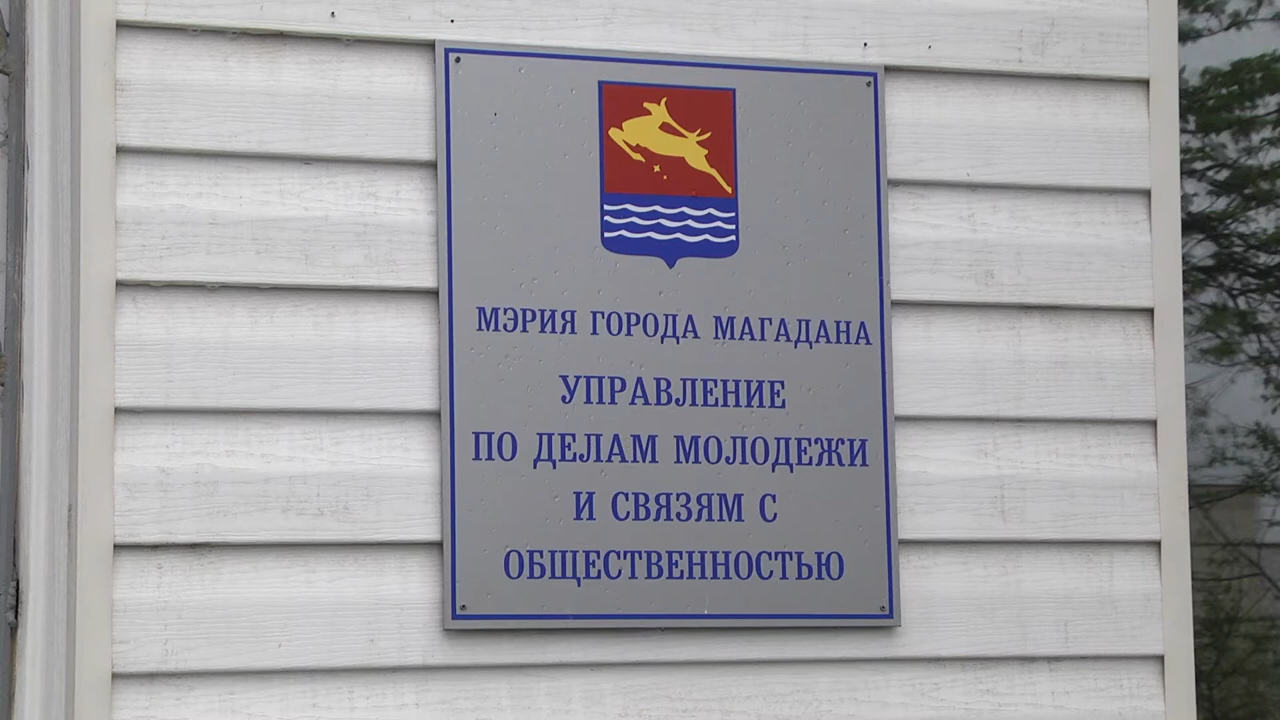 МЭРИЯ ГОРОДА МАГАДАНА
УПРАВЛЕНИЕ
ПО ДЕЛАМ МОЛОДЕЖИ
И СВЯЗЯМ С
ОБЩЕСТВЕННОСТЬЮ